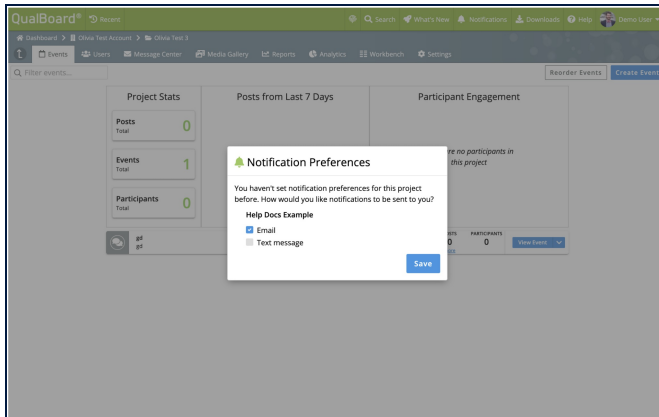 QualBoard® Recent Search What's New Notifications Downloads Help Demo User
Dashboard Olivia Test Account Olivia Test 3
Events Users Message Center Media Gallery Reports Analytics Workbench Settings
Filter events... Reorder Events Create Event
Project Stats Posts from Last 7 Days Participant Engagement
Posts
Total
0
Events
Total
1
Participants
Total
0
re no participants in
this project
Notification Preferences
You haven't set notification preferences for this project
before. How would you like notifications to be sent to you?
Help Docs Example
Email
Text message
Save
gd
gd
PARTICIPANTS
0
0
View Event